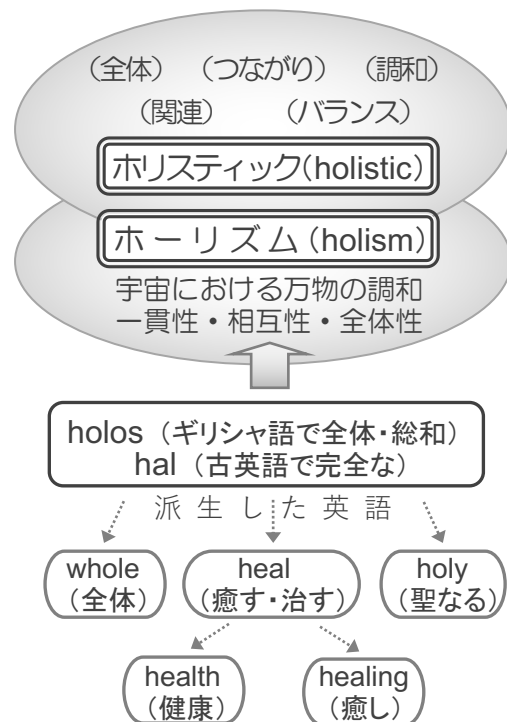 （全体）　（つながり）　（調和）
（関連）　　（バランス）
ホリスティック(holistic)
ホーリズム(holism)
宇宙における万物の調和
一貫性・相互性・全体性
holos（ギリシャ語で全体・総和）
hal（古英語で完全な）
派生した英語
whole　heal　holy
（全体）　（癒す・治す）　（聖なる）
health　healing
（健康）　（癒し）